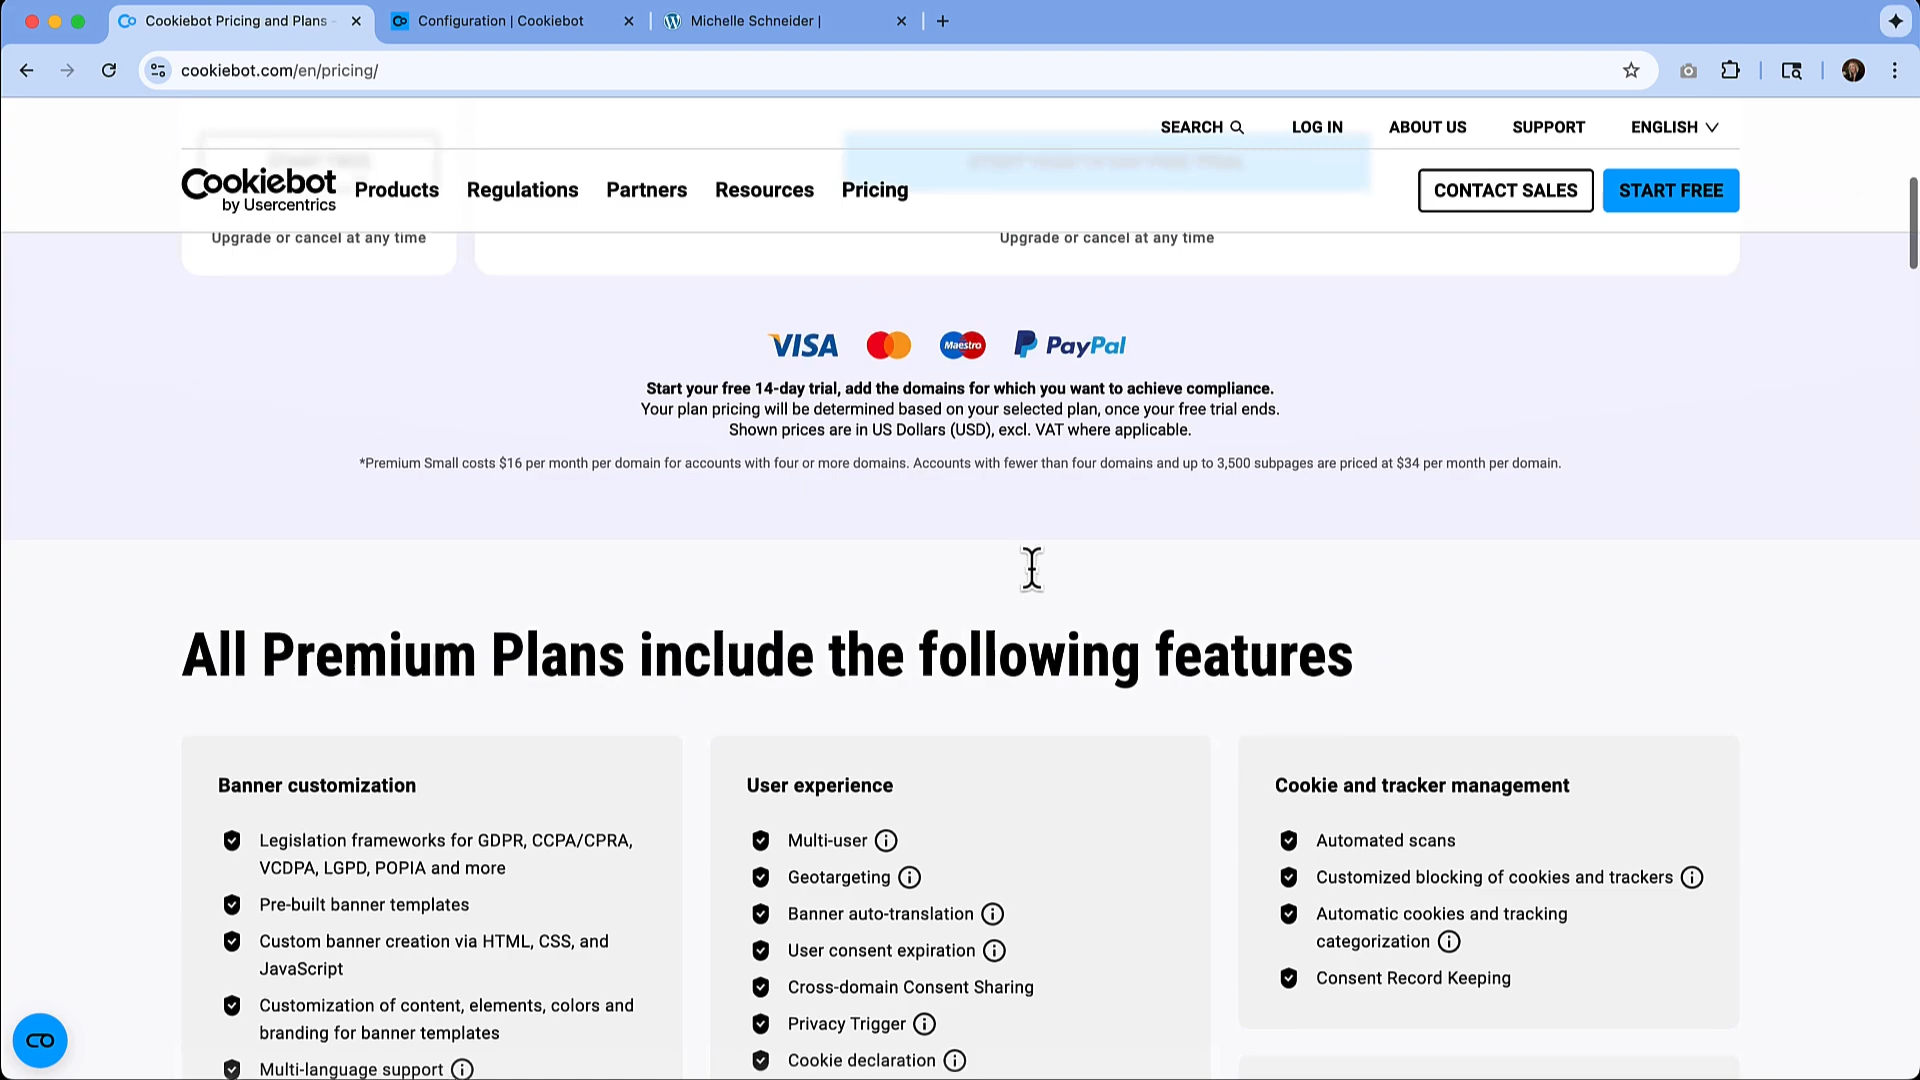 Cookiebot Pricing and Plans
Configuration | Cookiebot
Michelle Schneider |
cookiebot.com/en/pricing/
SEARCH
LOG IN
ABOUT US
SUPPORT
ENGLISH
Cookiebot
by Usercentrics
Products
Regulations
Partners
Resources
Pricing
CONTACT SALES
START FREE
Upgrade or cancel at any time
Upgrade or cancel at any time
VISA
Maestro
PayPal
Start your free 14-day trial, add the domains for which you want to achieve compliance.
Your plan pricing will be determined based on your selected plan, once your free trial ends.
Shown prices are in US Dollars (USD), excl. VAT where applicable.
*Premium Small costs $16 per month per domain for accounts with four or more domains. Accounts with fewer than four domains and up to 3,500 subpages are priced at $34 per month per domain.
All Premium Plans include the following features
Banner customization
Legislation frameworks for GDPR, CCPA/CPRA,
VCDPA, LGPD, POPIA and more
Pre-built banner templates
Custom banner creation via HTML, CSS, and
JavaScript
Customization of content, elements, colors and
branding for banner templates
Multi-language support
User experience
Multi-user
Geotargeting
Banner auto-translation
User consent expiration
Cross-domain Consent Sharing
Privacy Trigger
Cookie declaration
Cookie and tracker management
Automated scans
Customized blocking of cookies and trackers
Automatic cookies and tracking
categorization
Consent Record Keeping